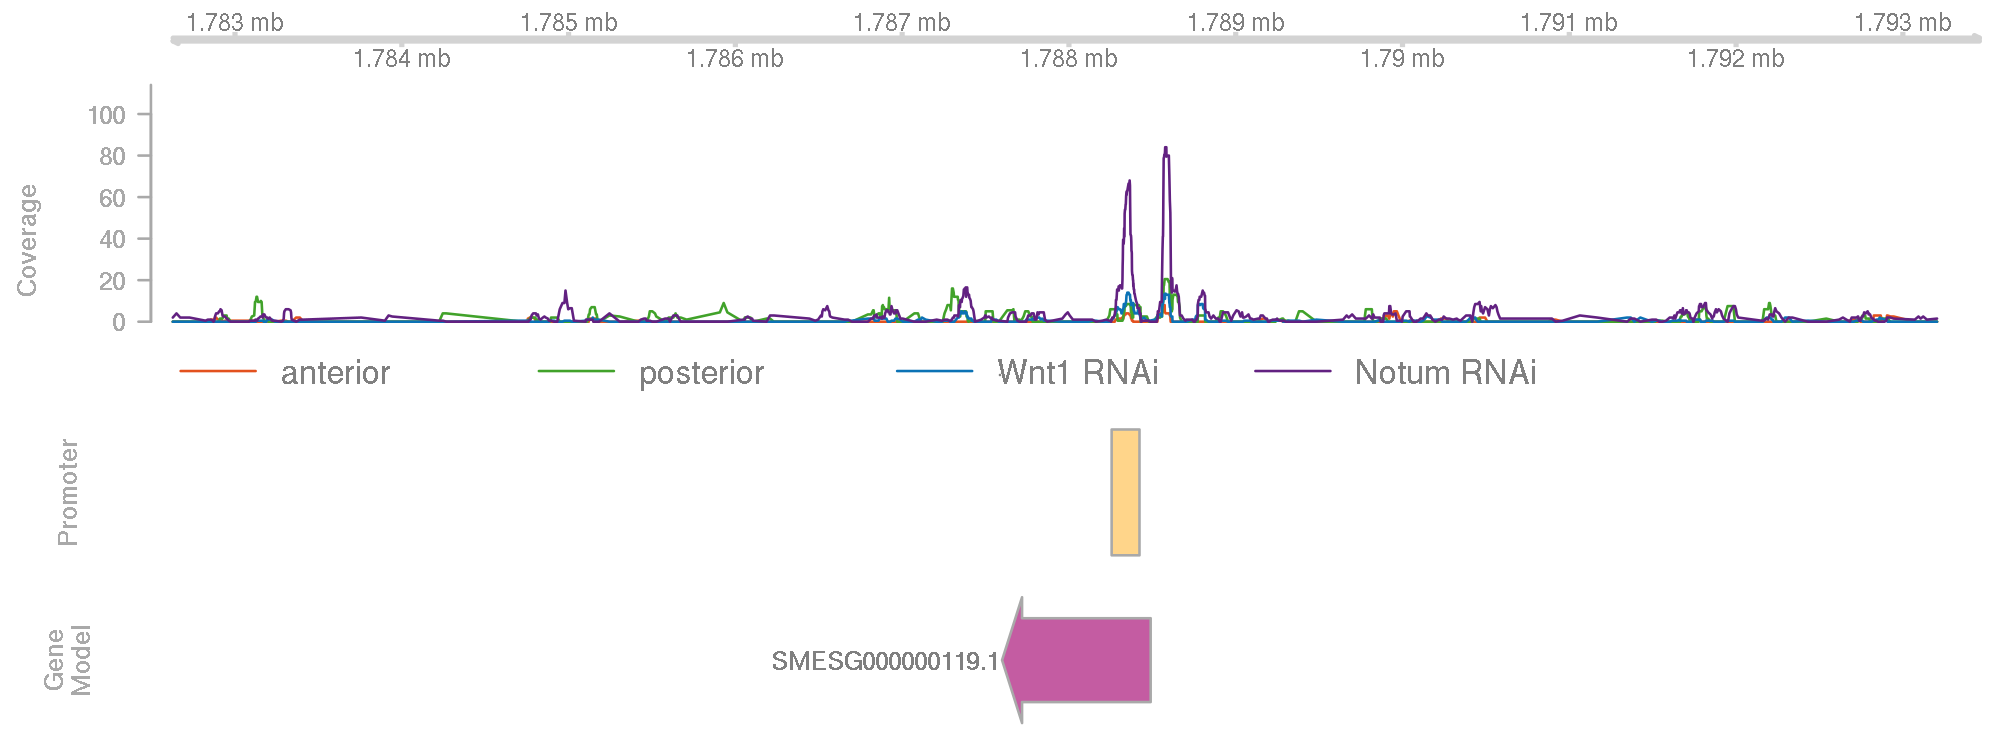 1.783 mb 1.785 mb 1.787 mb 1.789 mb 1.791 mb 1.793 mb
1.784 mb 1.786 mb 1.788 mb 1.79 mb 1.792 mb
Coverage
100
80
60
40
20
0
anterior posterior Wnt1 RNAi Notum RNAi
Promoter
Gene
Model
SMESG000000119.1